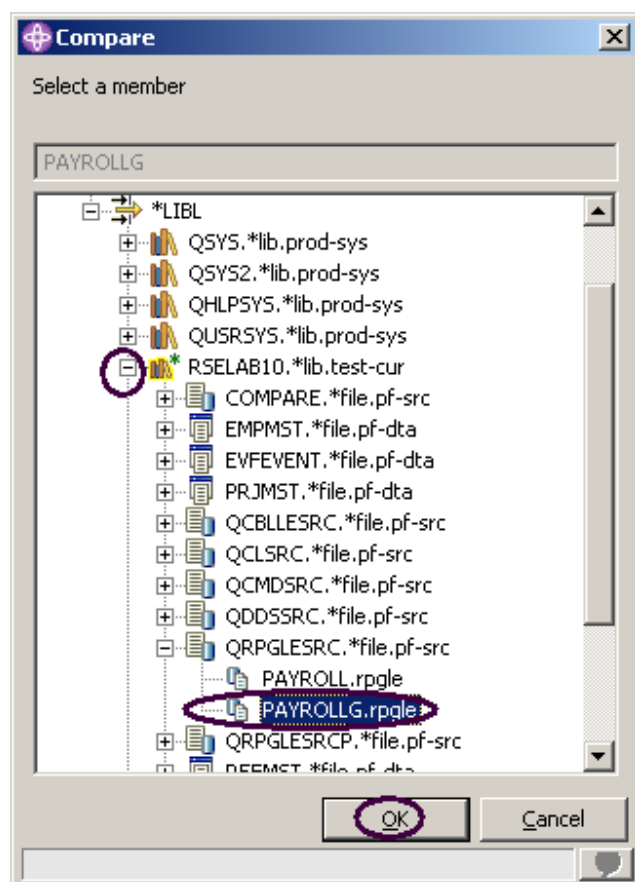 Compare
Select a member
PAYROLLG
*LIBL
QSYS.*lib.prod-sys
QSYS2.*lib.prod-sys
QHLPSYS.*lib.prod-sys
QUSRSYS.*lib.prod-sys
RSELAB10.*lib.test-cur
COMPARE.*file.pf-src
EMPMST.*file.pf-dta
EVFEVENT.*file.pf-dta
PRJMST.*file.pf-dta
QCBLLESRC.*file.pf-src
QCLSRC.*file.pf-src
QCMDSRC.*file.pf-src
QDDSSRC.*file.pf-src
QRPGLESRC.*file.pf-src
PAYROLL.rpgle
PAYROLLG.rpgle
QRPGLESRCP.*file.pf-src
OK Cancel